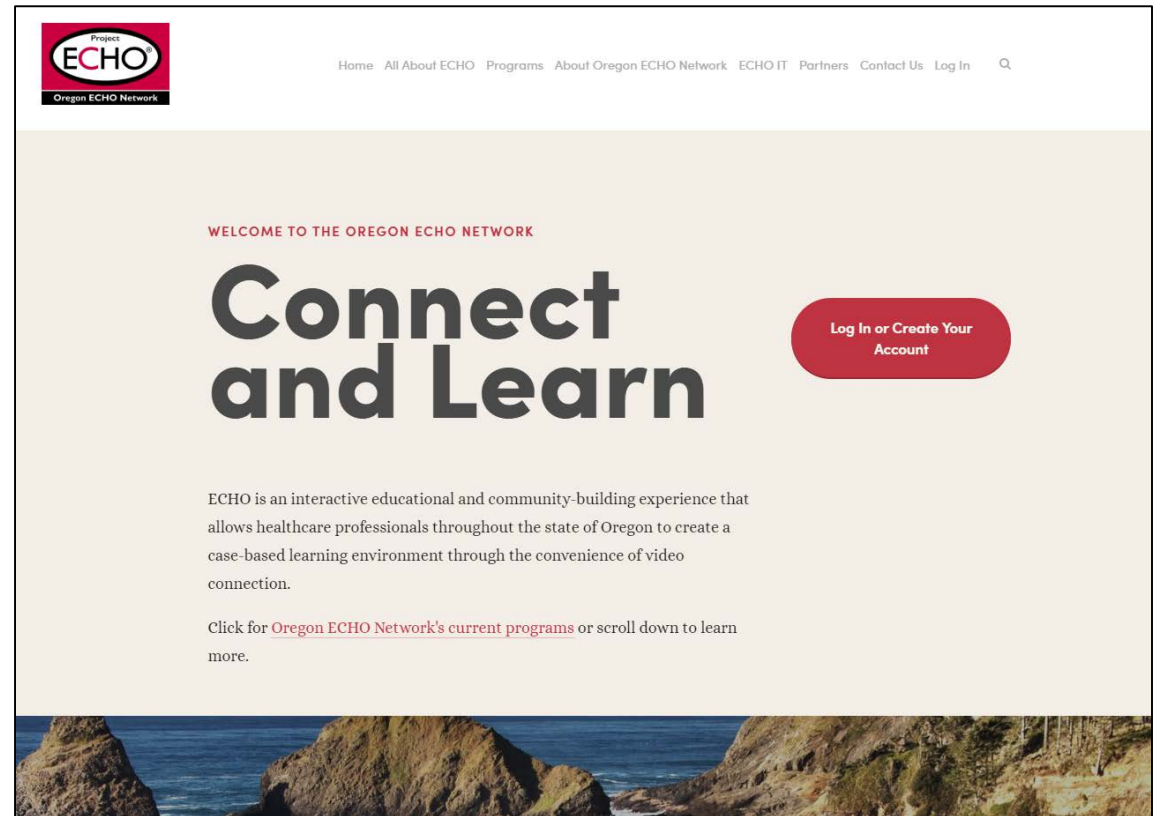 Project
ECHO®
Oregon ECHO Network
Home All About ECHO Programs About Oregon ECHO Network ECHO IT Partners Contact Us Log In
WELCOME TO THE OREGON ECHO NETWORK
Connect
and Learn
Log In or Create Your
Account
ECHO is an interactive educational and community-building experience that
allows healthcare professionals throughout the state of Oregon to create a
case-based learning environment through the convenience of video
connection.
Click for Oregon ECHO Network's current programs or scroll down to learn
more.